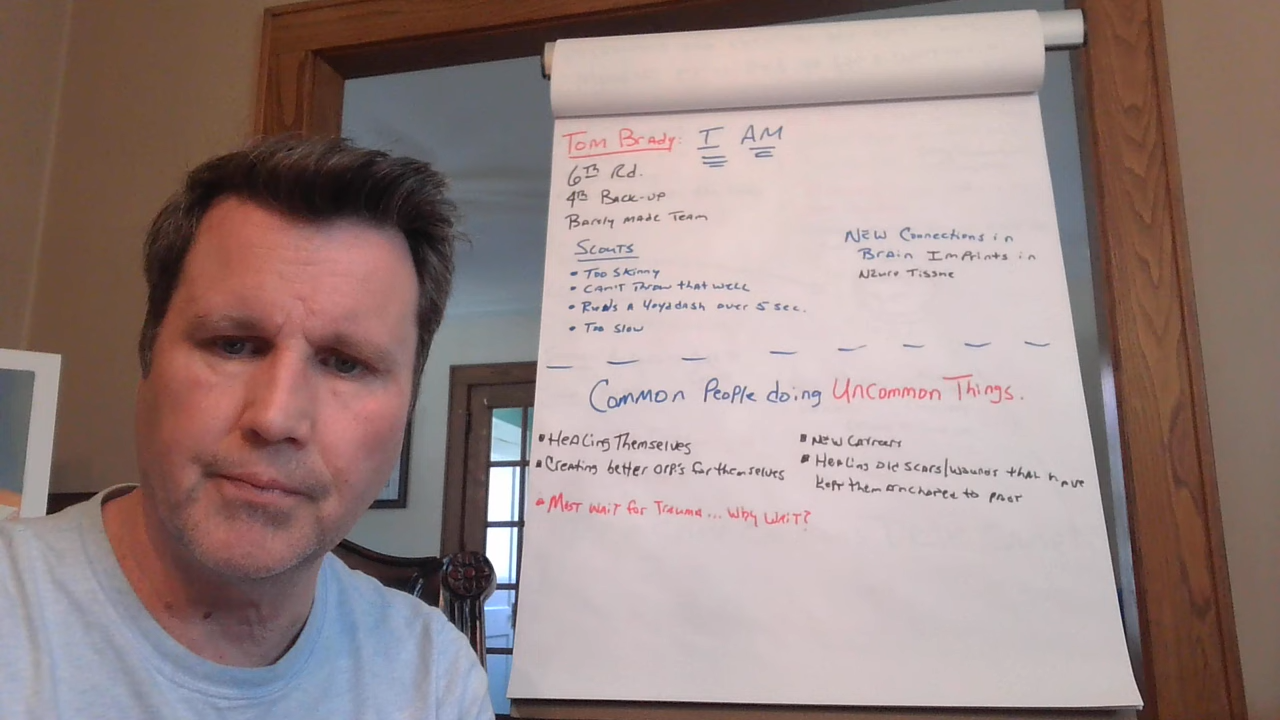 Tom Brady: I AM
6TH Rd.
4TH Back-up
Barely made Team
Scouts
• Too Skinny
• Can't Throw that well
• Runs a 40yd dash over 5 sec.
• Too Slow
New Connections in
Brain Imprints in
Nuero Tissue
Common People doing Uncommon Things.
• Healing Themselves
• Creating better Orp's for themselves
• Most wait for Trauma... Why Wait?
• New Careers
• Healing old scars/wounds that have
kept them anchored to past